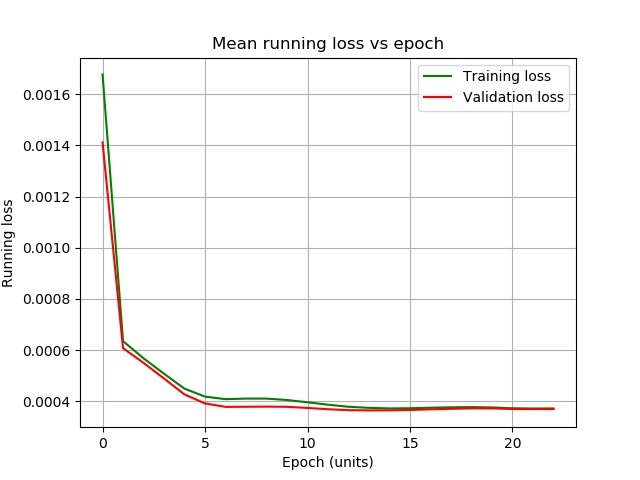 Mean running loss vs epoch
Training loss
Validation loss
0.0016
0.0014
0.0012
0.0010
0.0008
0.0006
0.0004
Running loss
0 5 10 15 20
Epoch (units)